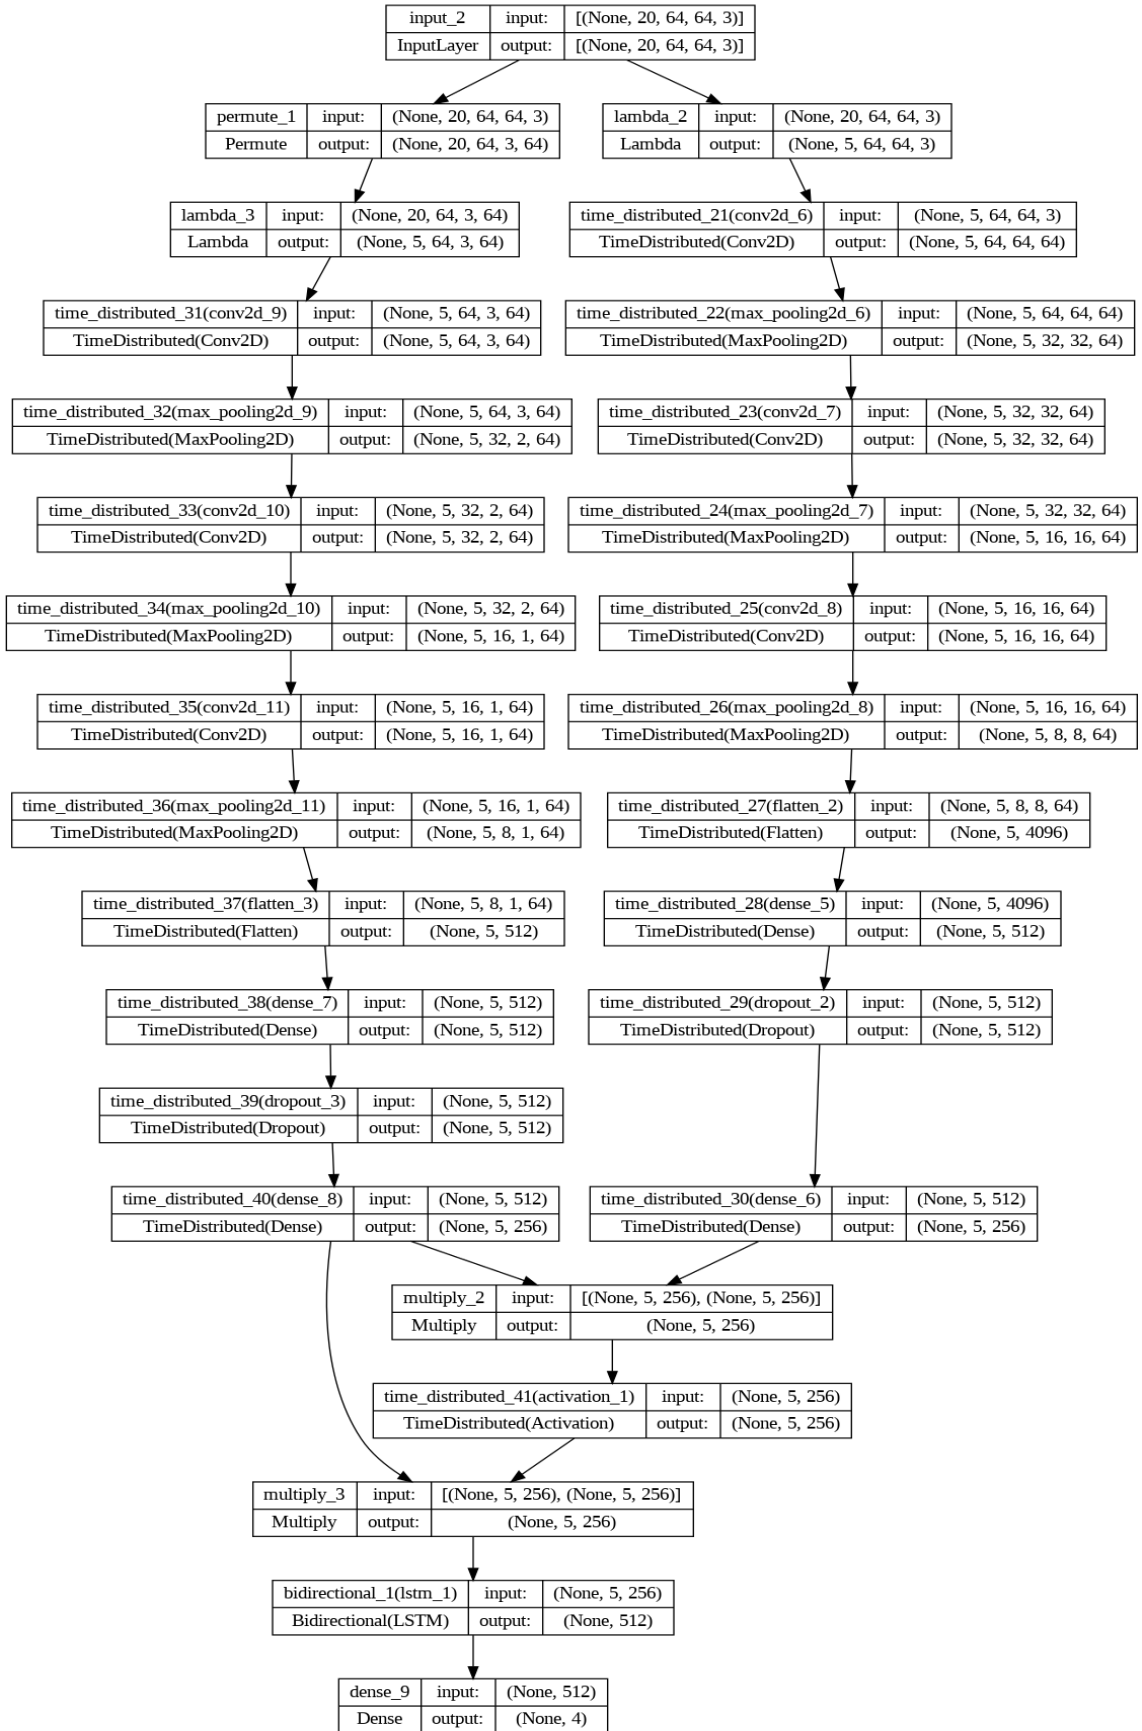 input_2 input: [(None, 20, 64, 64, 3)]
InputLayer output: [(None, 20, 64, 64, 3)]
permute_1 input: (None, 20, 64, 64, 3)
Permute output: (None, 20, 64, 3, 64)
lambda_2 input: (None, 20, 64, 64, 3)
Lambda output: (None, 5, 64, 64, 3)
lambda_3 input: (None, 20, 64, 3, 64)
Lambda output: (None, 5, 64, 3, 64)
time_distributed_21(conv2d_6) input: (None, 5, 64, 64, 3)
TimeDistributed(Conv2D) output: (None, 5, 64, 64, 64)
time_distributed_31(conv2d_9) input: (None, 5, 64, 3, 64)
TimeDistributed(Conv2D) output: (None, 5, 64, 3, 64)
time_distributed_22(max_pooling2d_6) input: (None, 5, 64, 64, 64)
TimeDistributed(MaxPooling2D) output: (None, 5, 32, 32, 64)
time_distributed_32(max_pooling2d_9) input: (None, 5, 64, 3, 64)
TimeDistributed(MaxPooling2D) output: (None, 5, 32, 2, 64)
time_distributed_23(conv2d_7) input: (None, 5, 32, 32, 64)
TimeDistributed(Conv2D) output: (None, 5, 32, 32, 64)
time_distributed_33(conv2d_10) input: (None, 5, 32, 2, 64)
TimeDistributed(Conv2D) output: (None, 5, 32, 2, 64)
time_distributed_24(max_pooling2d_7) input: (None, 5, 32, 32, 64)
TimeDistributed(MaxPooling2D) output: (None, 5, 16, 16, 64)
time_distributed_34(max_pooling2d_10) input: (None, 5, 32, 2, 64)
TimeDistributed(MaxPooling2D) output: (None, 5, 16, 1, 64)
time_distributed_25(conv2d_8) input: (None, 5, 16, 16, 64)
TimeDistributed(Conv2D) output: (None, 5, 16, 16, 64)
time_distributed_35(conv2d_11) input: (None, 5, 16, 1, 64)
TimeDistributed(Conv2D) output: (None, 5, 16, 1, 64)
time_distributed_26(max_pooling2d_8) input: (None, 5, 16, 16, 64)
TimeDistributed(MaxPooling2D) output: (None, 5, 8, 8, 64)
time_distributed_36(max_pooling2d_11) input: (None, 5, 16, 1, 64)
TimeDistributed(MaxPooling2D) output: (None, 5, 8, 1, 64)
time_distributed_27(flatten_2) input: (None, 5, 8, 8, 64)
TimeDistributed(Flatten) output: (None, 5, 4096)
time_distributed_37(flatten_3) input: (None, 5, 8, 1, 64)
TimeDistributed(Flatten) output: (None, 5, 512)
time_distributed_28(dense_5) input: (None, 5, 4096)
TimeDistributed(Dense) output: (None, 5, 512)
time_distributed_38(dense_7) input: (None, 5, 512)
TimeDistributed(Dense) output: (None, 5, 512)
time_distributed_29(dropout_2) input: (None, 5, 512)
TimeDistributed(Dropout) output: (None, 5, 512)
time_distributed_39(dropout_3) input: (None, 5, 512)
TimeDistributed(Dropout) output: (None, 5, 512)
time_distributed_40(dense_8) input: (None, 5, 512)
TimeDistributed(Dense) output: (None, 5, 256)
time_distributed_30(dense_6) input: (None, 5, 512)
TimeDistributed(Dense) output: (None, 5, 256)
multiply_2 input: [(None, 5, 256), (None, 5, 256)]
Multiply output: (None, 5, 256)
time_distributed_41(activation_1) input: (None, 5, 256)
TimeDistributed(Activation) output: (None, 5, 256)
multiply_3 input: [(None, 5, 256), (None, 5, 256)]
Multiply output: (None, 5, 256)
bidirectional_1(lstm_1) input: (None, 5, 256)
Bidirectional(LSTM) output: (None, 512)
dense_9 input: (None, 512)
Dense output: (None, 4)